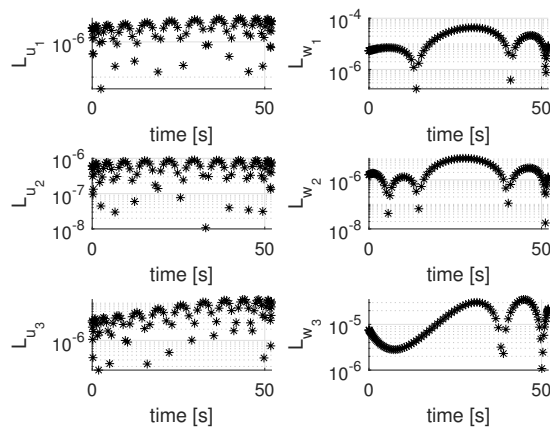 L_{u_1}
10^{-6}
0
50
time [s]
L_{w_1}
10^{-4}
10^{-6}
0
50
time [s]
L_{u_2}
10^{-6}
10^{-7}
10^{-8}
0
50
time [s]
L_{w_2}
10^{-6}
10^{-8}
0
50
time [s]
L_{u_3}
10^{-6}
0
50
time [s]
L_{w_3}
10^{-5}
10^{-6}
0
50
time [s]